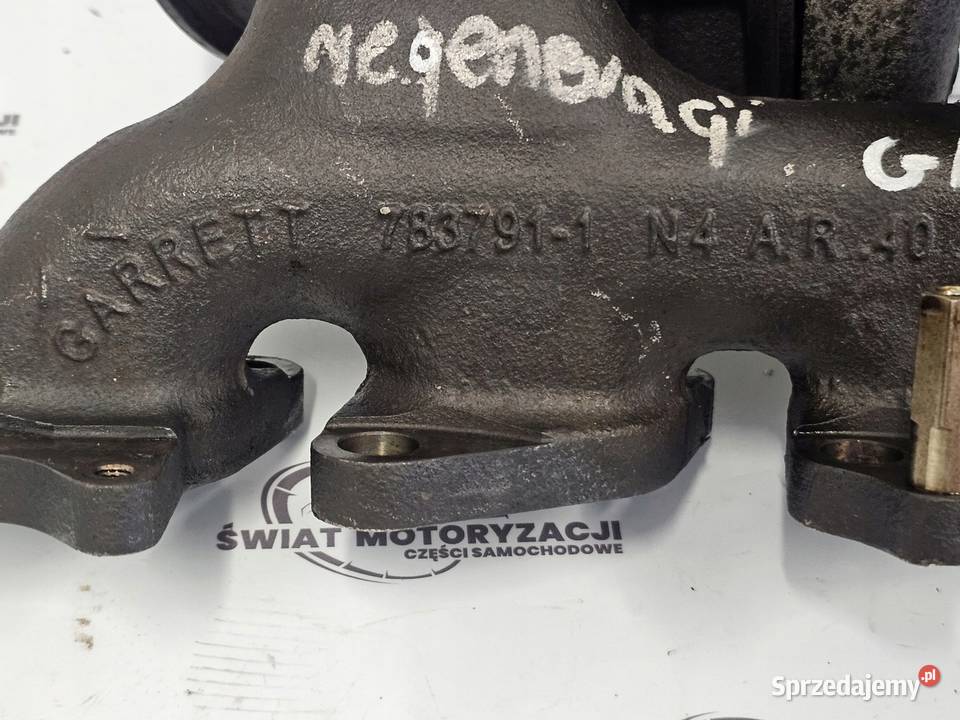 regeneracji
GARRETT 783791-1 N4 A R .40
ŚWIAT MOTORYZACJI
CZĘŚCI SAMOCHODOWE
Sprzedajemy.pl